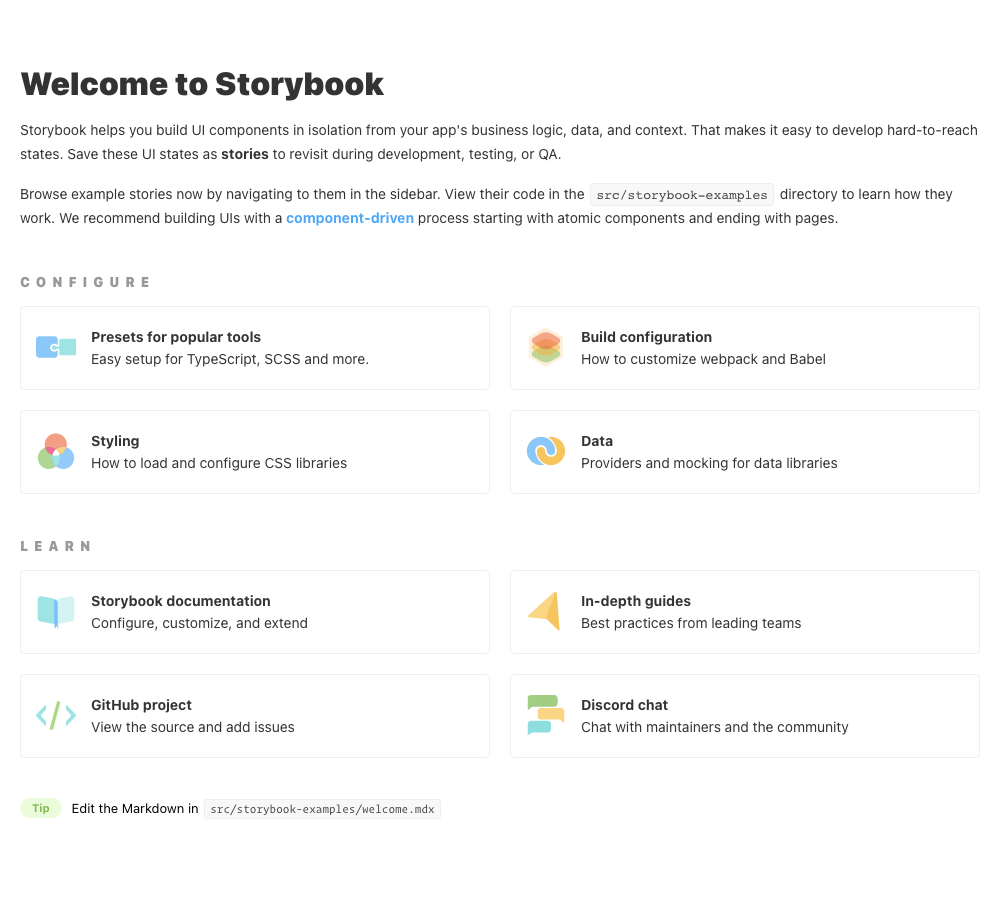 Welcome to Storybook
Storybook helps you build UI components in isolation from your app's business logic, data, and context. That makes it easy to develop hard-to-reach
states. Save these UI states as stories to revisit during development, testing, or QA.
Browse example stories now by navigating to them in the sidebar. View their code in the src/storybook-examples directory to learn how they
work. We recommend building UIs with a component-driven process starting with atomic components and ending with pages.
CONFIGURE
Presets for popular tools
Easy setup for TypeScript, SCSS and more.
Build configuration
How to customize webpack and Babel
Styling
How to load and configure CSS libraries
Data
Providers and mocking for data libraries
LEARN
Storybook documentation
Configure, customize, and extend
In-depth guides
Best practices from leading teams
GitHub project
View the source and add issues
Discord chat
Chat with maintainers and the community
Tip Edit the Markdown in src/storybook-examples/welcome.mdx